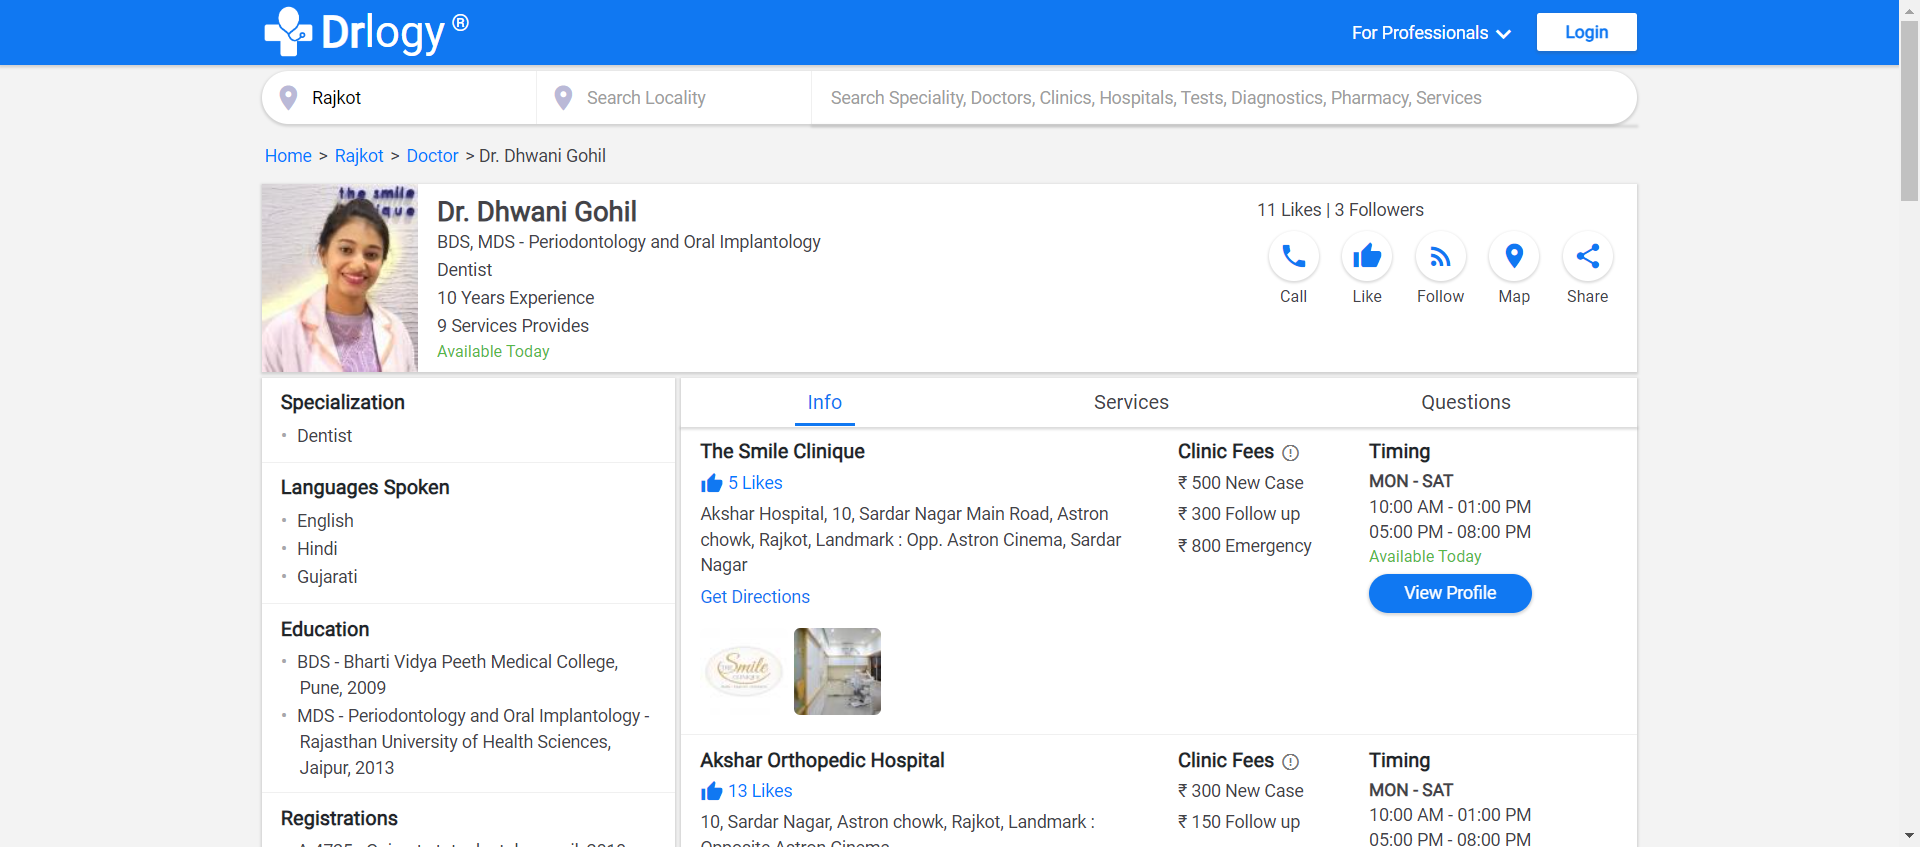 Drlogy ®
For Professionals
Login
Rajkot
Search Locality
Search Speciality, Doctors, Clinics, Hospitals, Tests, Diagnostics, Pharmacy, Services
Home > Rajkot > Doctor > Dr. Dhwani Gohil
the smile
que
Dr. Dhwani Gohil
BDS, MDS - Periodontology and Oral Implantology
Dentist
10 Years Experience
9 Services Provides
Available Today
11 Likes | 3 Followers
Call
Like
Follow
Map
Share
Specialization
• Dentist
Languages Spoken
• English
• Hindi
• Gujarati
Education
• BDS - Bharti Vidya Peeth Medical College,
Pune, 2009
• MDS - Periodontology and Oral Implantology -
Rajasthan University of Health Sciences,
Jaipur, 2013
Registrations
Info
Services
Questions
The Smile Clinique
5 Likes
Akshar Hospital, 10, Sardar Nagar Main Road, Astron
chowk, Rajkot, Landmark : Opp. Astron Cinema, Sardar
Nagar
Get Directions
Smile
Clinic Fees
₹ 500 New Case
₹ 300 Follow up
₹ 800 Emergency
Timing
MON - SAT
10:00 AM - 01:00 PM
05:00 PM - 08:00 PM
Available Today
View Profile
Akshar Orthopedic Hospital
13 Likes
10, Sardar Nagar, Astron chowk, Rajkot, Landmark :
Opposite Astron Cinema
Clinic Fees
₹ 300 New Case
₹ 150 Follow up
Timing
MON - SAT
10:00 AM - 01:00 PM
05:00 PM - 08:00 PM